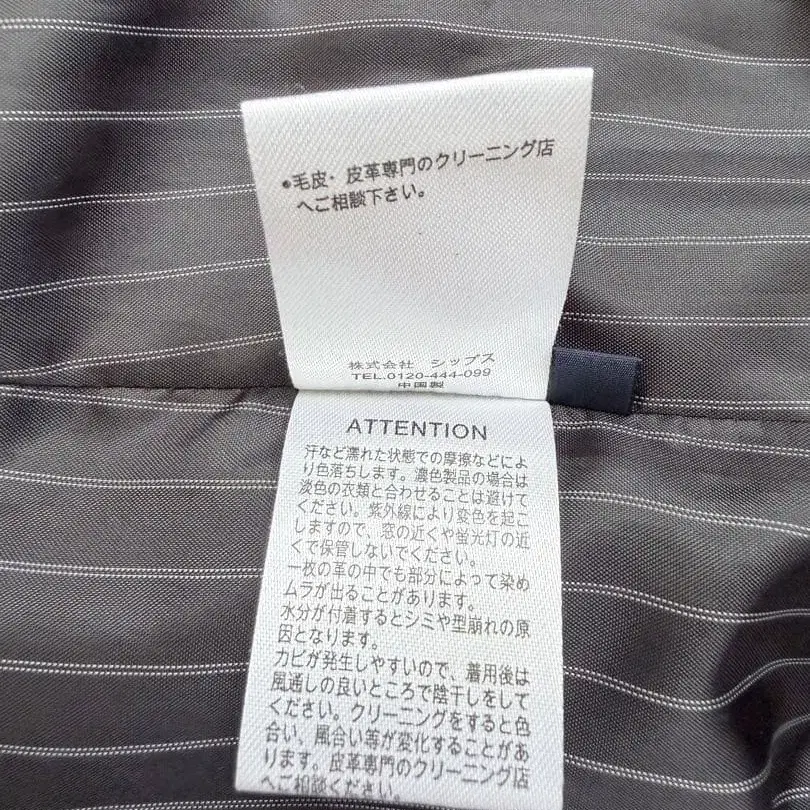 ●毛皮・皮革専門のクリーニング店
へご相談下さい。
株式会社 シップス
TEL.0120-444-099
中国製
ATTENTION
汗など濡れた状態での摩擦などによ
り色落ちします。濃色製品の場合は
淡色の衣類と合わせることは避けて
ください。紫外線により変色を起こ
しますので、窓の近くや蛍光灯の近
くで保管しないでください。
一枚の革の中でも部分によって染め
ムラが出ることがあります。
水分が付着するとシミや型崩れの原
因となります。
カビが発生しやすいので、着用後は
風通しの良いところで陰干しをして
ください。クリーニングをすると色
合い、風合い等が変化することがあ
ります。皮革専門のクリーニング店
へご相談ください。